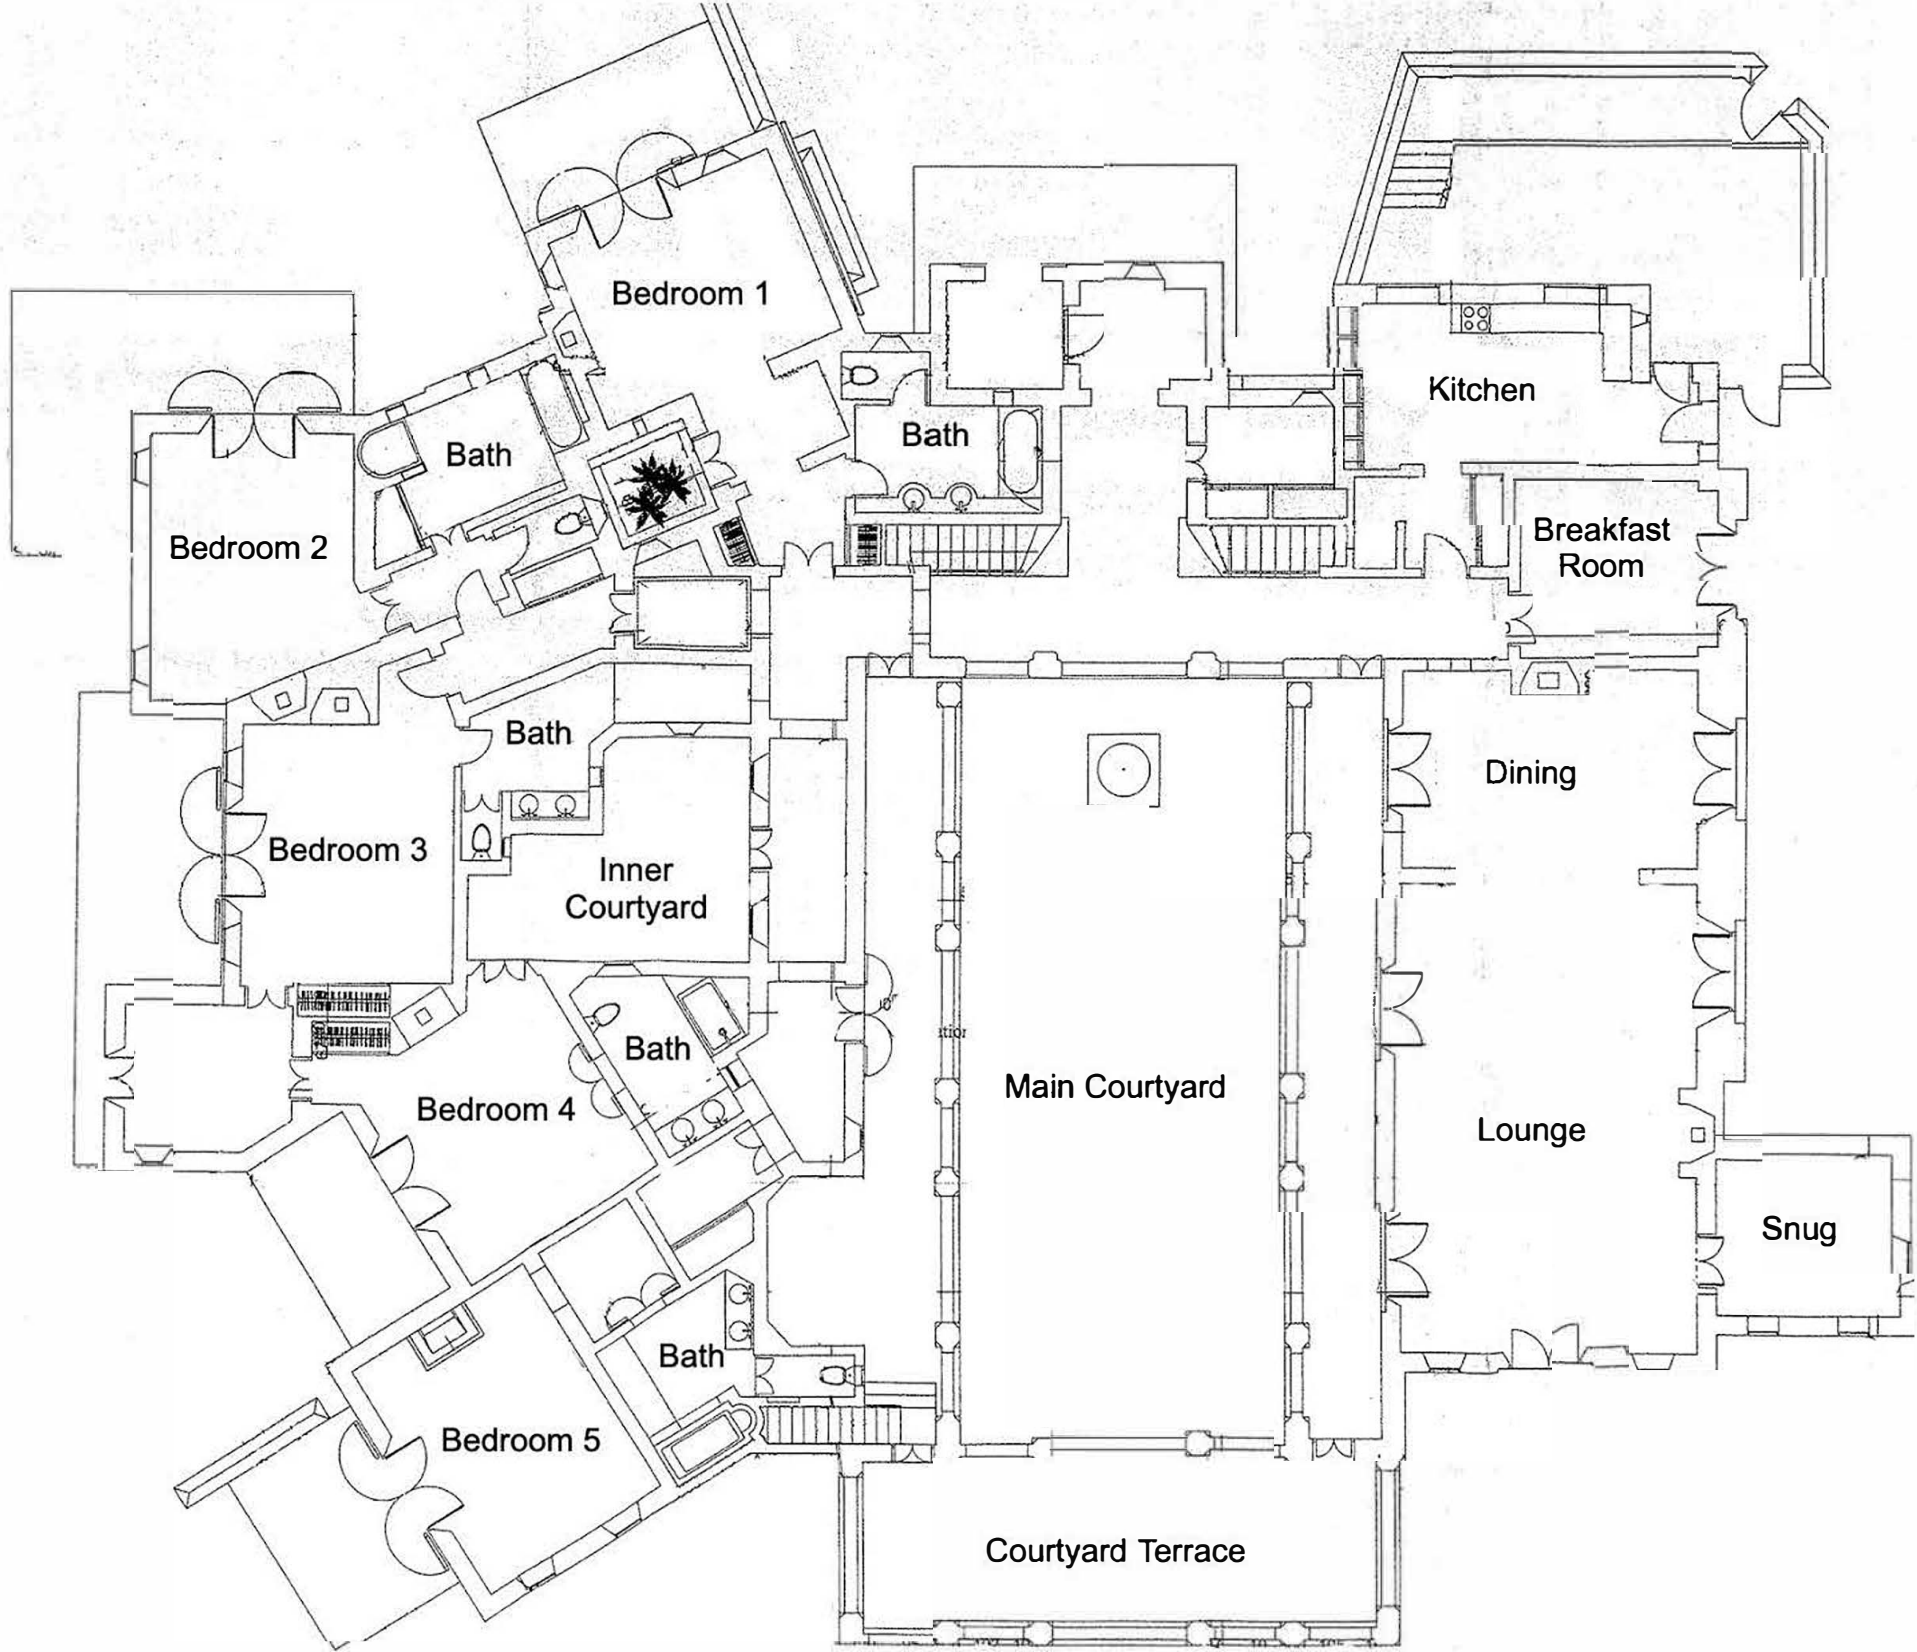 Bedroom 1
Kitchen
Bath
Bath
Breakfast
Room
Bedroom 2
Bath
Dining
Bedroom 3
Inner
Courtyard
Bath
Main Courtyard
Bedroom 4
Lounge
Snug
Bath
Bedroom 5
Courtyard Terrace